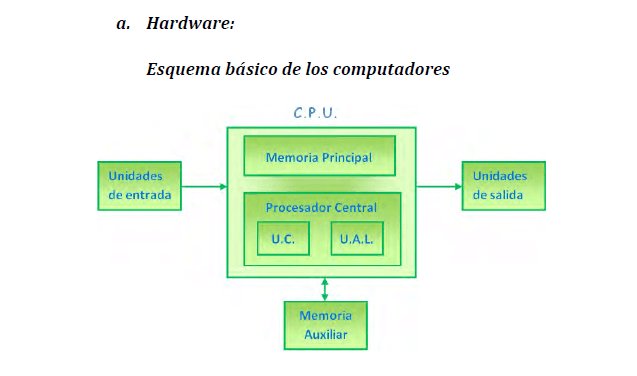 a. Hardware:
Esquema básico de los computadores
C.P.U.
Memoria Principal
Unidades
de entrada
Procesador Central
U.C.
U.A.L.
Unidades
de salida
Memoria
Auxiliar